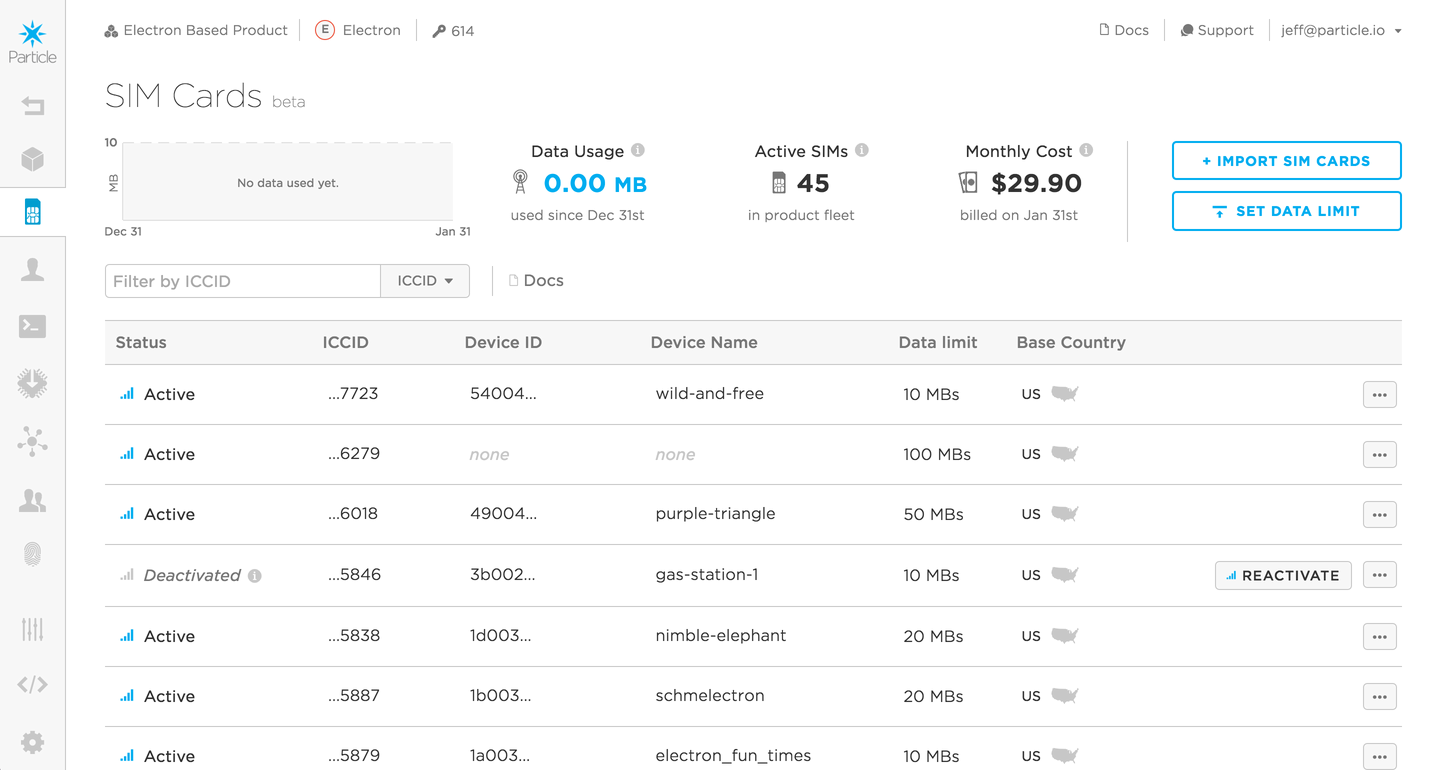 Particle
Electron Based Product E Electron 614 Docs Support jeff@particle.io
SIM Cards beta
10
MB
No data used yet.
Dec 31 Jan 31
Data Usage i
0.00 MB
used since Dec 31st
Active SIMs i
45
in product fleet
Monthly Cost i
$29.90
billed on Jan 31st
+ IMPORT SIM CARDS
SET DATA LIMIT
Filter by ICCID ICCID Docs
Status ICCID Device ID Device Name Data limit Base Country
Active ...7723 54004... wild-and-free 10 MBs US ...
Active ...6279 none none 100 MBs US ...
Active ...6018 49004... purple-triangle 50 MBs US ...
Deactivated i ...5846 3b002... gas-station-1 10 MBs US REACTIVATE ...
Active ...5838 1d003... nimble-elephant 20 MBs US ...
Active ...5887 1b003... schmelectron 20 MBs US ...
Active ...5879 1a003... electron_fun_times 10 MBs US ...